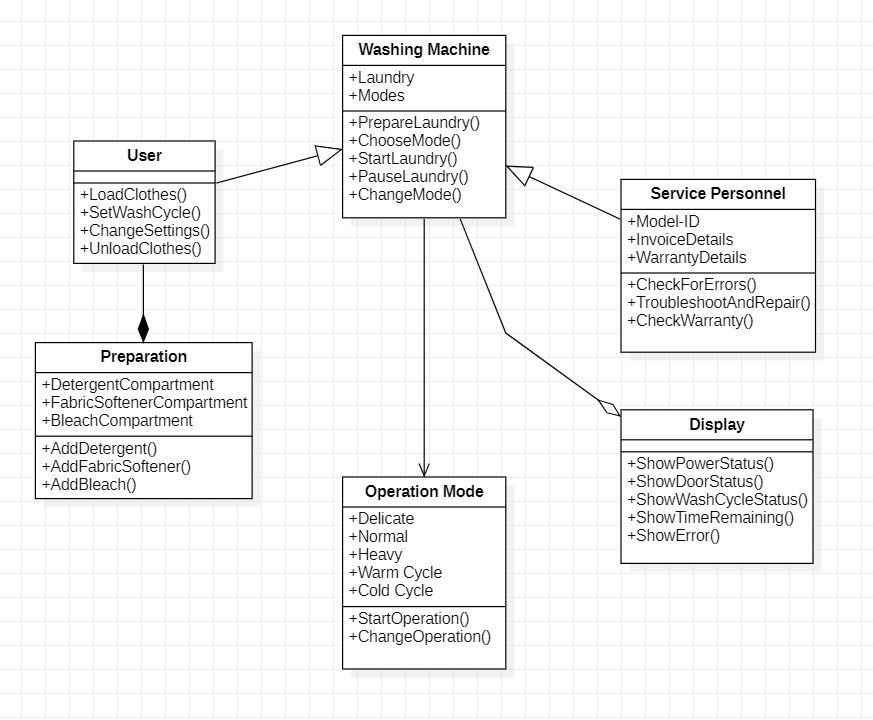 Washing Machine
+Laundry
+Modes
+PrepareLaundry()
+ChooseMode()
+StartLaundry()
+PauseLaundry()
+ChangeMode()
User
+LoadClothes()
+SetWashCycle()
+ChangeSettings()
+UnloadClothes()
Service Personnel
+Model-ID
+InvoiceDetails
+WarrantyDetails
+CheckForErrors()
+TroubleshootAndRepair()
+CheckWarranty()
Preparation
+DetergentCompartment
+FabricSoftenerCompartment
+BleachCompartment
+AddDetergent()
+AddFabricSoftener()
+AddBleach()
Operation Mode
+Delicate
+Normal
+Heavy
+Warm Cycle
+Cold Cycle
+StartOperation()
+ChangeOperation()
Display
+ShowPowerStatus()
+ShowDoorStatus()
+ShowWashCycleStatus()
+ShowTimeRemaining()
+ShowError()